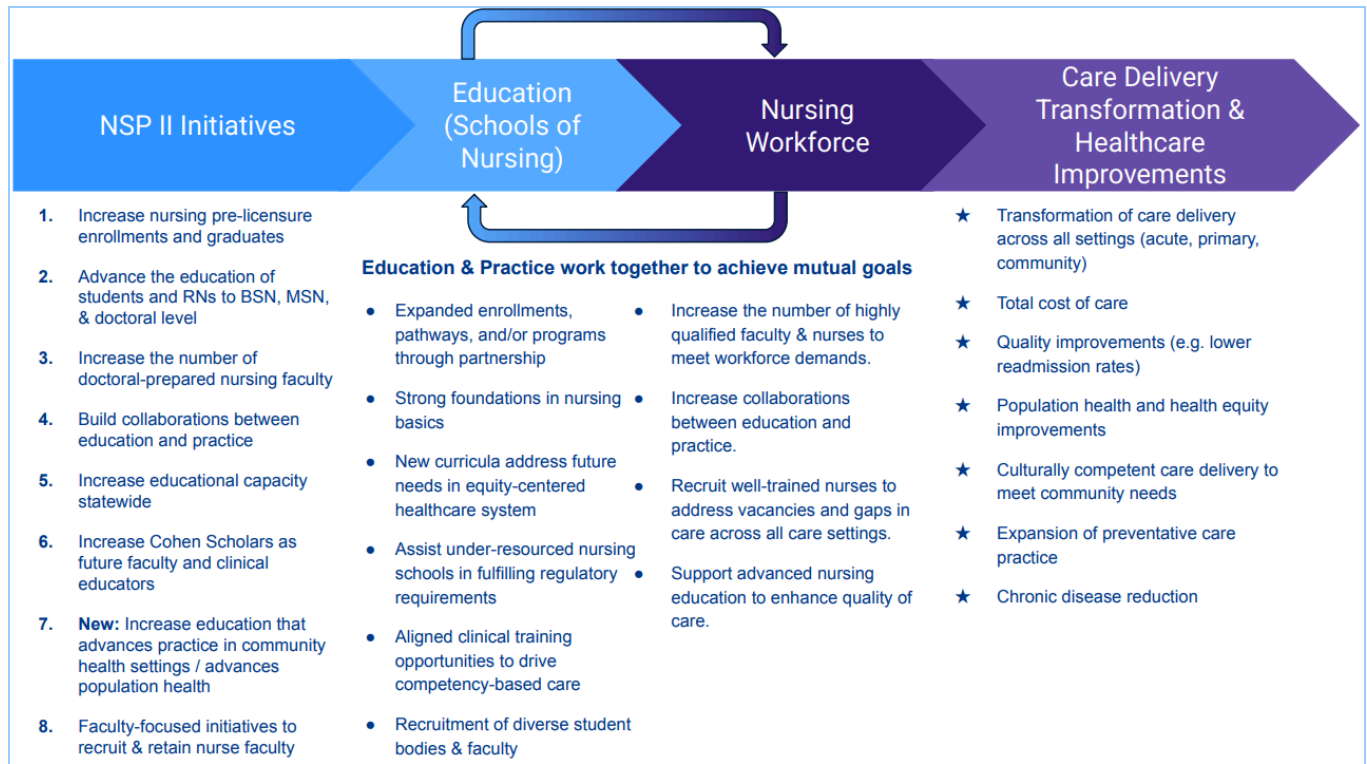 NSP II Initiatives
Education
(Schools of
Nursing)
Nursing
Workforce
Care Delivery
Transformation &
Healthcare
Improvements
1. Increase nursing pre-licensure
enrollments and graduates
2. Advance the education of
students and RNs to BSN, MSN,
& doctoral level
3. Increase the number of
doctoral-prepared nursing faculty
4. Build collaborations between
education and practice
5. Increase educational capacity
statewide
6. Increase Cohen Scholars as
future faculty and clinical
educators
7. New: Increase education that
advances practice in community
health settings / advances
population health
8. Faculty-focused initiatives to
recruit & retain nurse faculty
Education & Practice work together to achieve mutual goals
● Expanded enrollments,
pathways, and/or programs
through partnership
● Strong foundations in nursing
basics
● New curricula address future
needs in equity-centered
healthcare system
● Assist under-resourced nursing
schools in fulfilling regulatory
requirements
● Aligned clinical training
opportunities to drive
competency-based care
● Recruitment of diverse student
bodies & faculty
● Increase the number of highly
qualified faculty & nurses to
meet workforce demands.
● Increase collaborations
between education and
practice.
● Recruit well-trained nurses to
address vacancies and gaps in
care across all care settings.
● Support advanced nursing
education to enhance quality of
care.
★ Transformation of care delivery
across all settings (acute, primary,
community)
★ Total cost of care
★ Quality improvements (e.g. lower
readmission rates)
★ Population health and health equity
improvements
★ Culturally competent care delivery to
meet community needs
★ Expansion of preventative care
practice
★ Chronic disease reduction